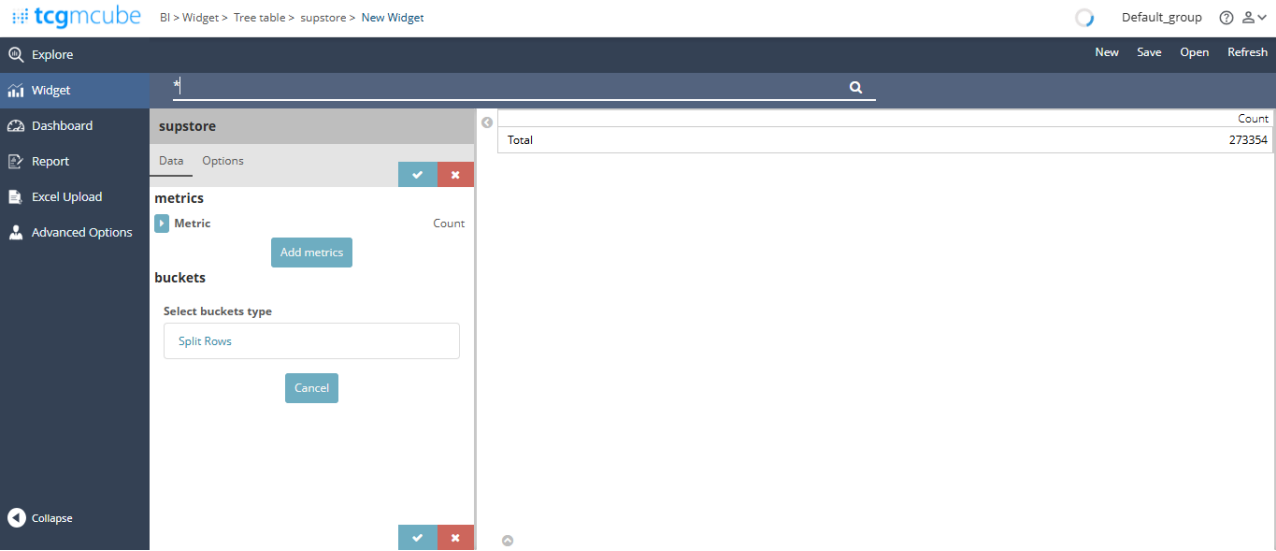 tcgmcube BI > Widget > Tree table > supstore > New Widget Default_group
Explore New Save Open Refresh
Widget *
Dashboard supstore Count
Total 273354
Report Data Options
Excel Upload metrics
Metric Count
Advanced Options
Add metrics
buckets
Select buckets type
Split Rows
Cancel
Collapse